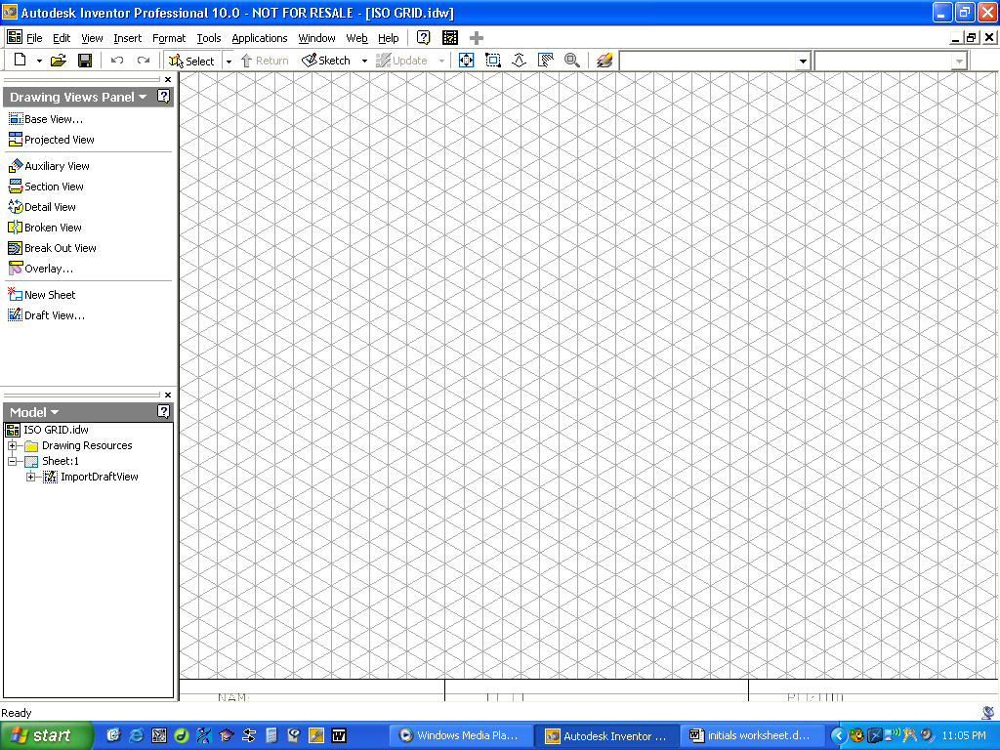 Autodesk Inventor Professional 10.0 - NOT FOR RESALE - [ISO GRID.idw]
File Edit View Insert Format Tools Applications Window Web Help
Select Return Sketch Update
Drawing Views Panel
Base View...
Projected View
Auxiliary View
Section View
Detail View
Broken View
Break Out View
Overlay...
New Sheet
Draft View...
Model
ISO GRID.idw
Drawing Resources
Sheet:1
ImportDraftView
Ready
start Windows Media Pla... Autodesk Inventor ... initials worksheet.d... 11:05 PM